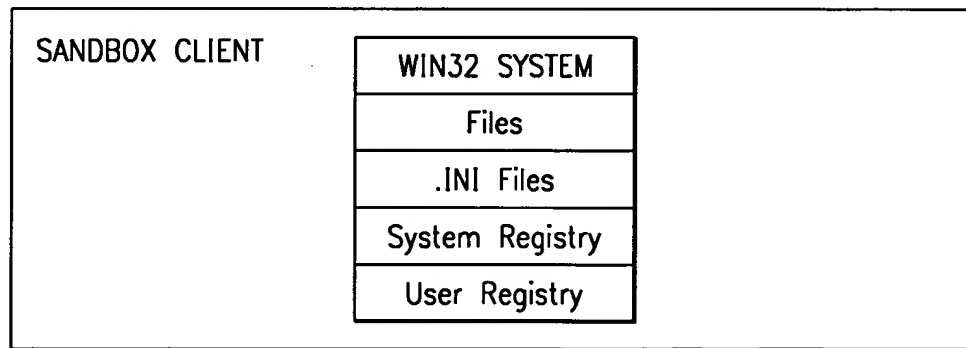 SANDBOX CLIENT
WIN32 SYSTEM
Files
.INI Files
System Registry
User Registry